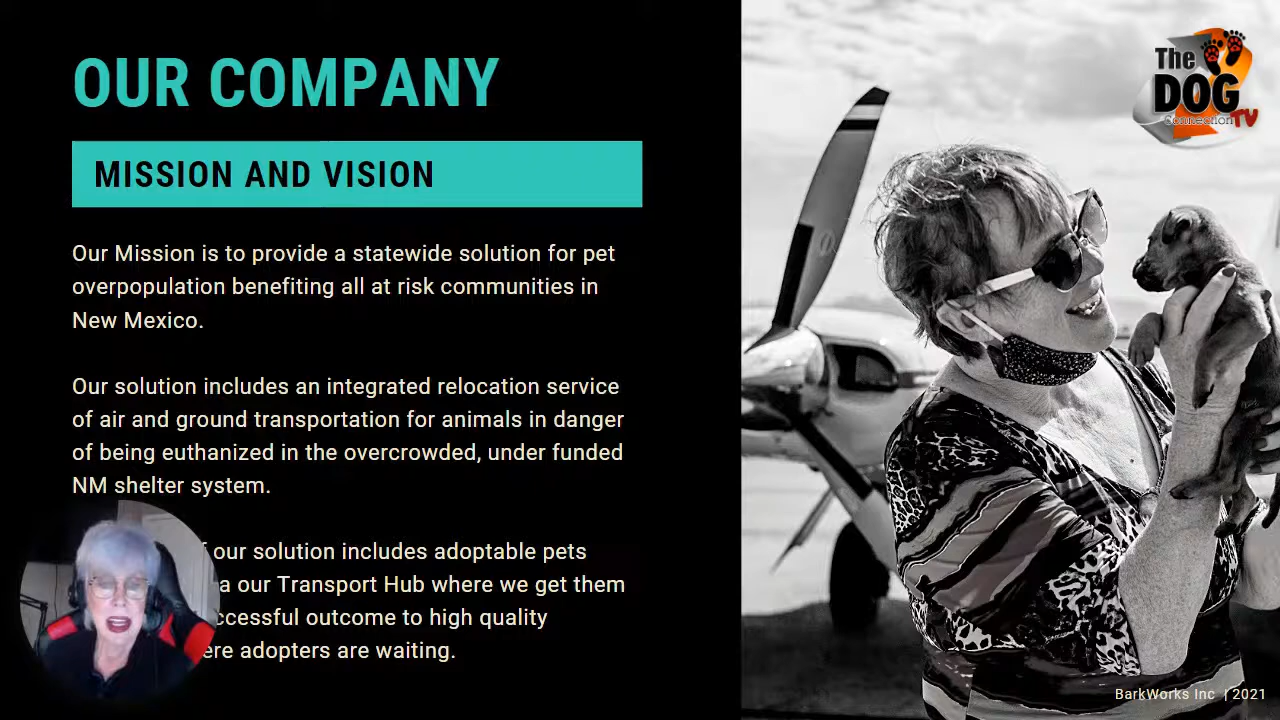 OUR COMPANY
MISSION AND VISION
Our Mission is to provide a statewide solution for pet
overpopulation benefiting all at risk communities in
New Mexico.
Our solution includes an integrated relocation service
of air and ground transportation for animals in danger
of being euthanized in the overcrowded, under funded
NM shelter system.
our solution includes adoptable pets
a our Transport Hub where we get them
outcome to high quality
adopters are waiting.
The
DOG
Connection TV
BarkWorks Inc | 2021